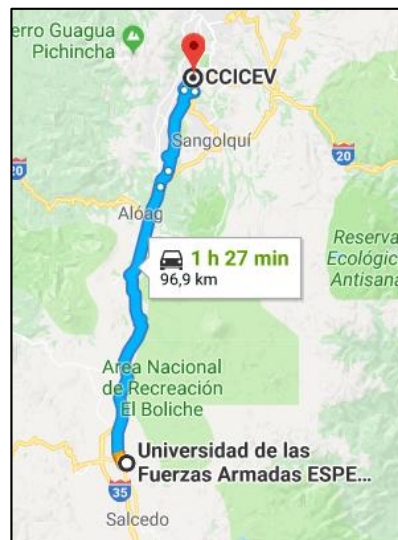 erro Guagua
Pichincha
CCICEV
Sangolquí
20
20
Alóag
1 h 27 min
96,9 km
Reserva
Ecológic
Antisana
Area Nacional
de Recreación
El Boliche
Universidad de las
Fuerzas Armadas ESPE...
35
Salcedo